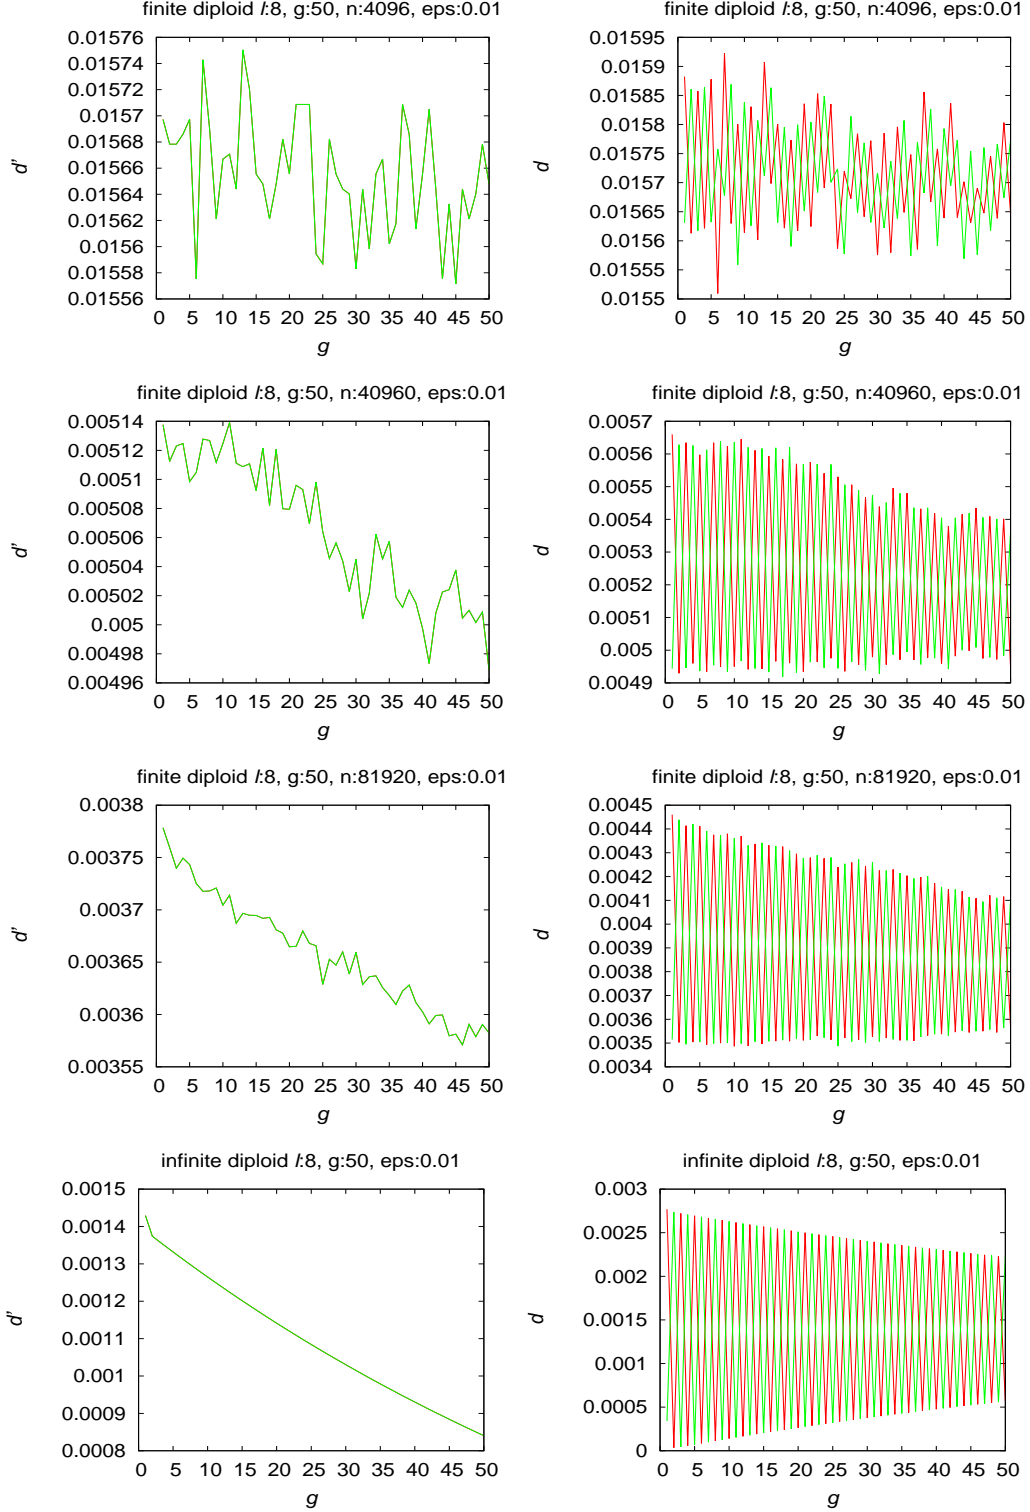 finite diploid l:8, g:50, n:4096, eps:0.01
0.01576
0.01574
0.01572
0.0157
0.01568
0.01566
0.01564
0.01562
0.0156
0.01558
0.01556
d'
0 5 10 15 20 25 30 35 40 45 50
g
finite diploid l:8, g:50, n:4096, eps:0.01
0.01595
0.0159
0.01585
0.0158
0.01575
0.0157
0.01565
0.0156
0.01555
0.0155
d
0 5 10 15 20 25 30 35 40 45 50
g
finite diploid l:8, g:50, n:40960, eps:0.01
0.00514
0.00512
0.0051
0.00508
0.00506
0.00504
0.00502
0.005
0.00498
0.00496
d'
0 5 10 15 20 25 30 35 40 45 50
g
finite diploid l:8, g:50, n:40960, eps:0.01
0.0057
0.0056
0.0055
0.0054
0.0053
0.0052
0.0051
0.005
0.0049
d
0 5 10 15 20 25 30 35 40 45 50
g
finite diploid l:8, g:50, n:81920, eps:0.01
0.0038
0.00375
0.0037
0.00365
0.0036
0.00355
d'
0 5 10 15 20 25 30 35 40 45 50
g
finite diploid l:8, g:50, n:81920, eps:0.01
0.0045
0.0044
0.0043
0.0042
0.0041
0.004
0.0039
0.0038
0.0037
0.0036
0.0035
0.0034
d
0 5 10 15 20 25 30 35 40 45 50
g
infinite diploid l:8, g:50, eps:0.01
0.0015
0.0014
0.0013
0.0012
0.0011
0.001
0.0009
0.0008
d'
0 5 10 15 20 25 30 35 40 45 50
g
infinite diploid l:8, g:50, eps:0.01
0.003
0.0025
0.002
0.0015
0.001
0.0005
0
d
0 5 10 15 20 25 30 35 40 45 50
g